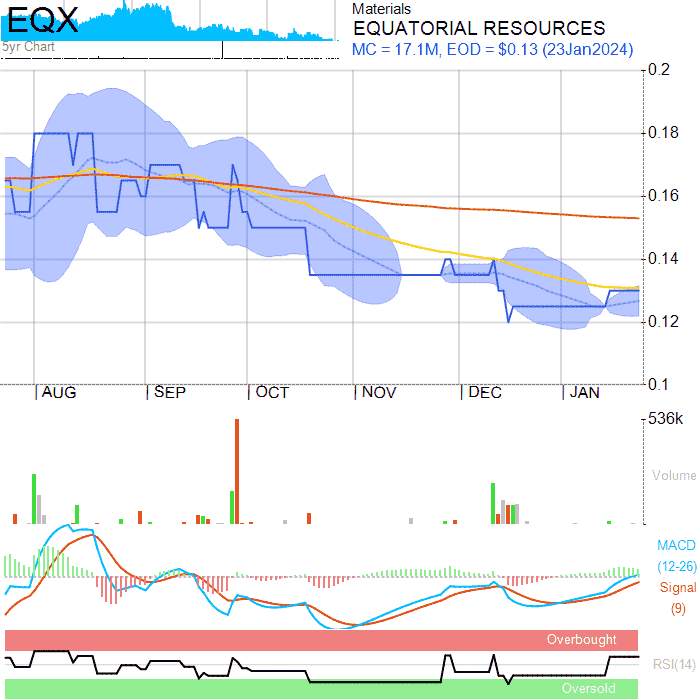 EQX
5yr Chart
Materials
EQUATORIAL RESOURCES
MC = 17.1M, EOD = $0.13 (23Jan2024)
0.2
0.18
0.16
0.14
0.12
0.1
AUG SEP OCT NOV DEC JAN
536k
Volume
MACD
(12-26)
Signal
(9)
Overbought
RSI(14)
Oversold